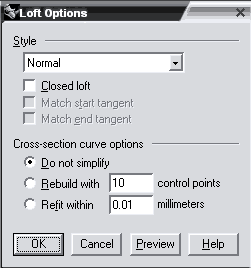 Loft Options
Style
Normal
Closed loft
Match start tangent
Match end tangent
Cross-section curve options
Do not simplify
Rebuild with 10 control points
Refit within 0.01 millimeters
OK Cancel Preview Help